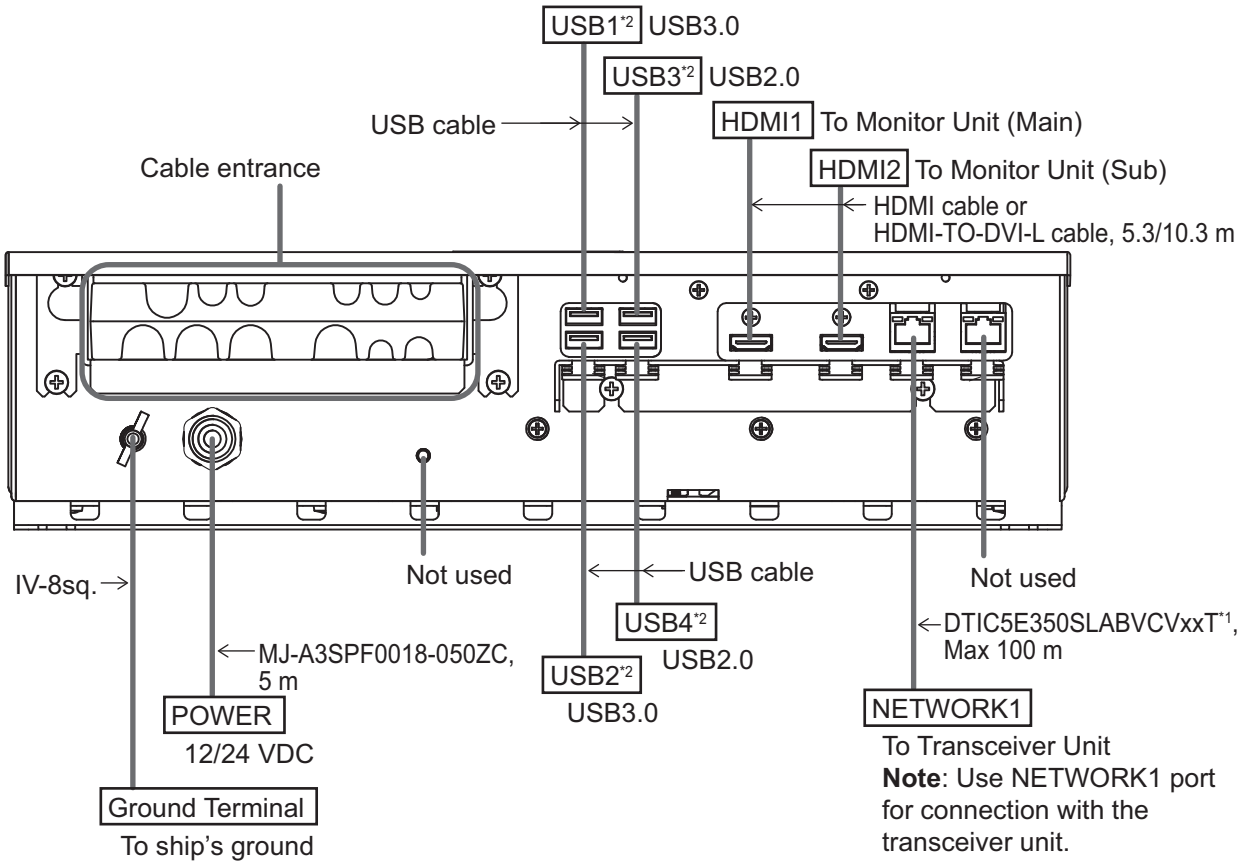 USB1*2 USB3.0
USB3*2 USB2.0
USB cable
HDMI1 To Monitor Unit (Main)
Cable entrance
HDMI2 To Monitor Unit (Sub)
HDMI cable or
HDMI-TO-DVI-L cable, 5.3/10.3 m
IV-8sq.
Not used
USB cable
Not used
USB4*2
USB2.0
DTIC5E350SLABVCVxxT*1,
Max 100 m
MJ-A3SPF0018-050ZC,
5 m
USB2*2
USB3.0
POWER
12/24 VDC
NETWORK1
To Transceiver Unit
Note: Use NETWORK1 port
for connection with the
transceiver unit.
Ground Terminal
To ship's ground